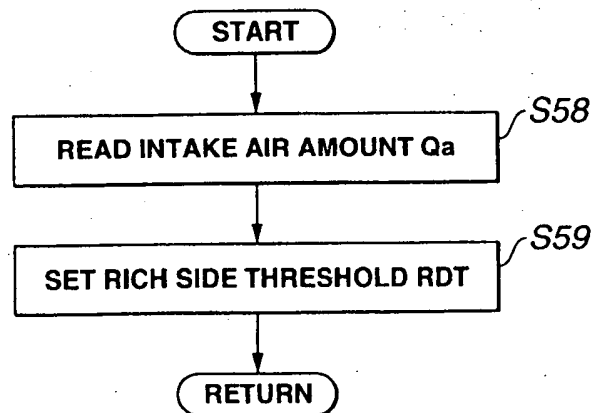 START
S58
READ INTAKE AIR AMOUNT Qa
S59
SET RICH SIDE THRESHOLD RDT
RETURN